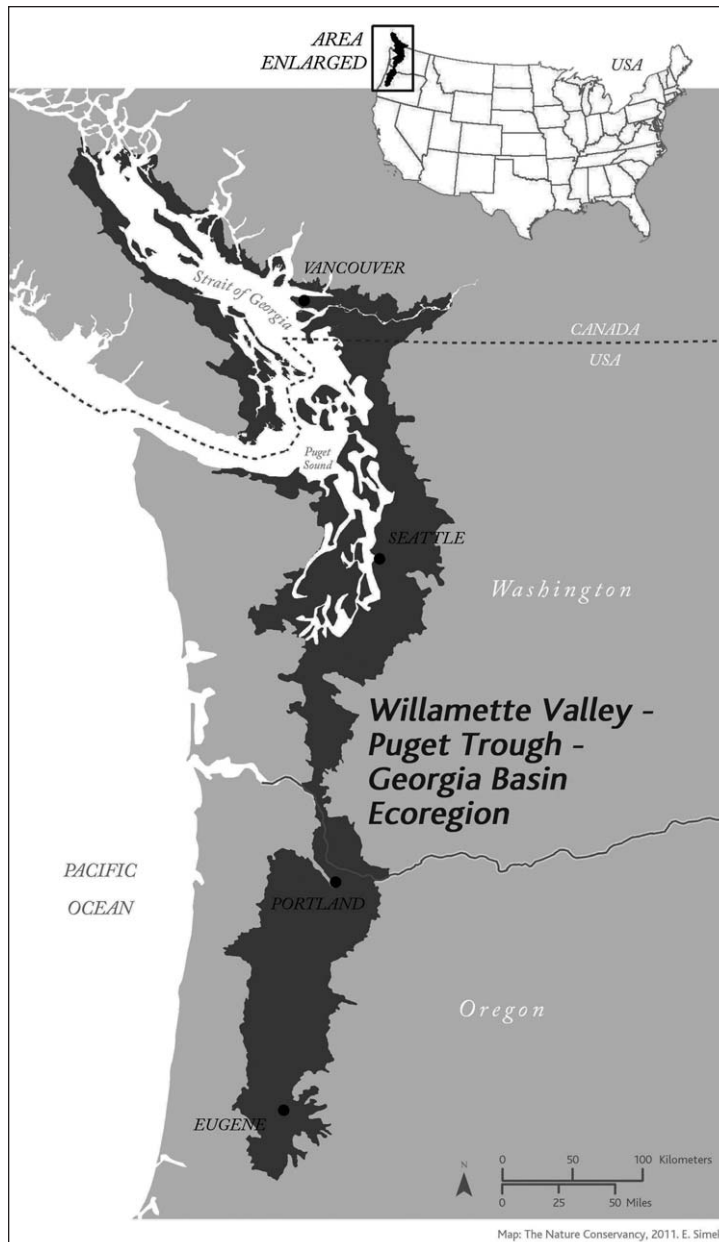 AREA
ENLARGED
USA
VANCOUVER
Strait of Georgia
CANADA
USA
Puget
Sound
SEATTLE
Washington
Willamette Valley -
Puget Trough -
Georgia Basin
Ecoregion
PACIFIC
OCEAN
PORTLAND
Oregon
EUGENE
N
0 50 100 Kilometers
0 25 50 Miles
Map: The Nature Conservancy, 2011. E. Simel